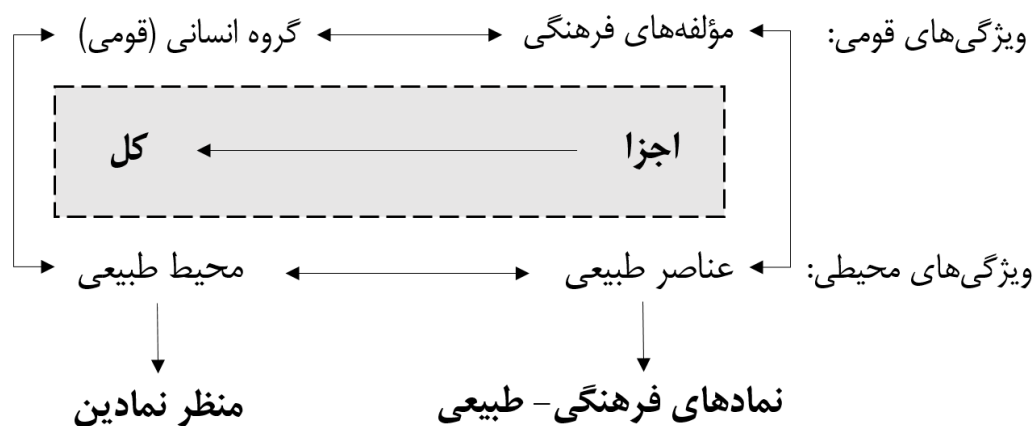 ویژگی‌های قومی: مؤلفه‌های فرهنگی گروه انسانی (قومی)
اجزا کل
ویژگی‌های محیطی: عناصر طبیعی محیط طبیعی
نمادهای فرهنگی- طبیعی منظر نمادین